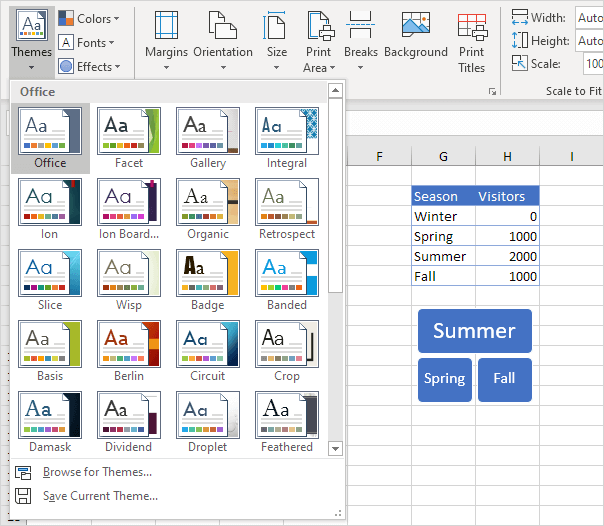 Themes
Colors
Fonts
Effects
Margins Orientation Size Print Area Breaks Background Print Titles
Width: Auto
Height: Auto
Scale: 100
Scale to Fit
Office
Aa Aa Aa Aa
Office Facet Gallery Integral
Aa Aa Aa Aa
Ion Ion Board... Organic Retrospect
Aa Aa Aa Aa
Slice Wisp Badge Banded
Aa Aa Aa Aa
Basis Berlin Circuit Crop
Aa Aa Aa Aa
Damask Dividend Droplet Feathered
Browse for Themes...
Save Current Theme...
F G H I
Season Visitors
Winter 0
Spring 1000
Summer 2000
Fall 1000
Summer
Spring Fall